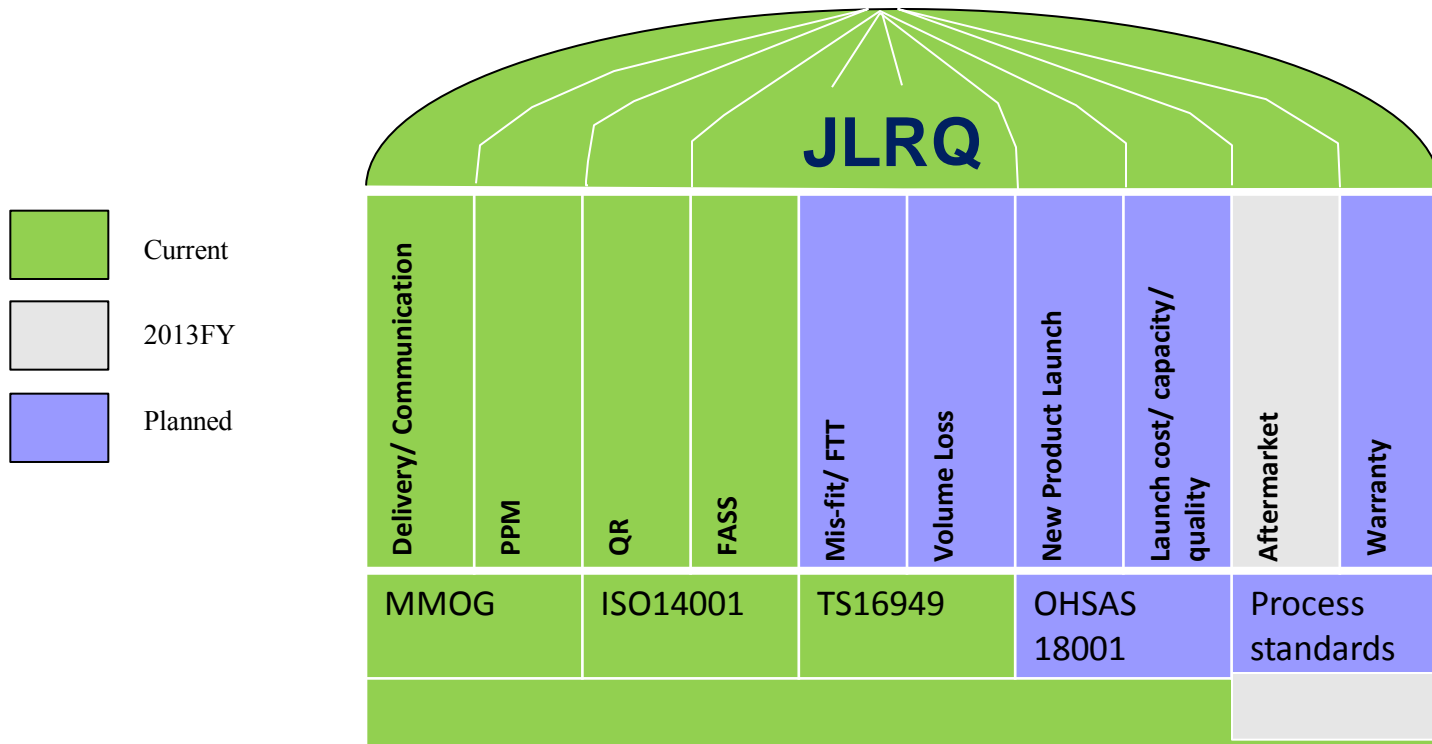 JLRQ
Current
2013FY
Planned
Delivery/ Communication
PPM
QR
FASS
Mis-fit/ FTT
Volume Loss
New Product Launch
Launch cost/ capacity/
quality
Aftermarket
Warranty
MMOG
ISO14001
TS16949
OHSAS
18001
Process
standards